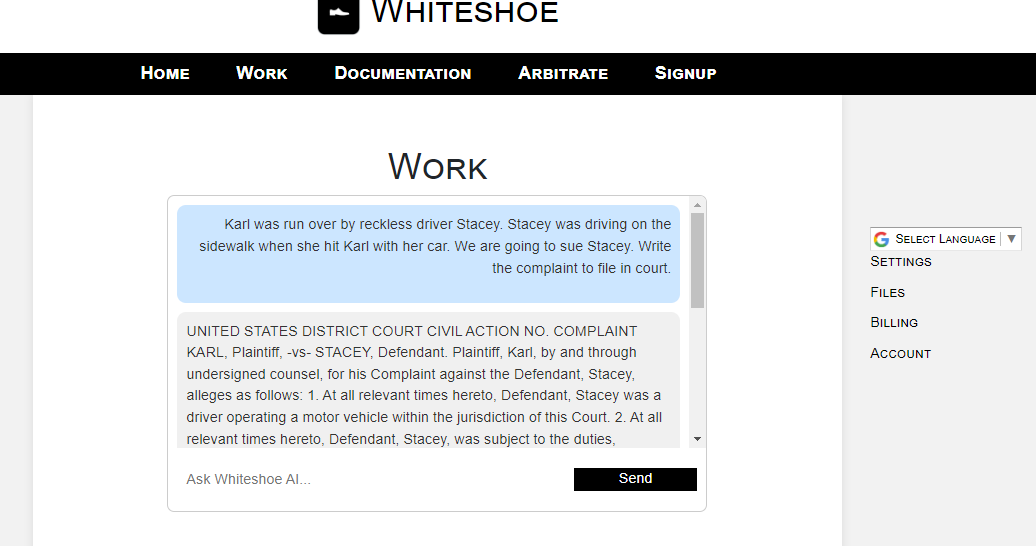 Whiteshoe
Home Work Documentation Arbitrate Signup
Work
Karl was run over by reckless driver Stacey. Stacey was driving on the
sidewalk when she hit Karl with her car. We are going to sue Stacey. Write
the complaint to file in court.
UNITED STATES DISTRICT COURT CIVIL ACTION NO. COMPLAINT
KARL, Plaintiff, -vs- STACEY, Defendant. Plaintiff, Karl, by and through
undersigned counsel, for his Complaint against the Defendant, Stacey,
alleges as follows: 1. At all relevant times hereto, Defendant, Stacey was a
driver operating a motor vehicle within the jurisdiction of this Court. 2. At all
relevant times hereto, Defendant, Stacey, was subject to the duties,
Ask Whiteshoe AI...
Send
Select Language
Settings
Files
Billing
Account